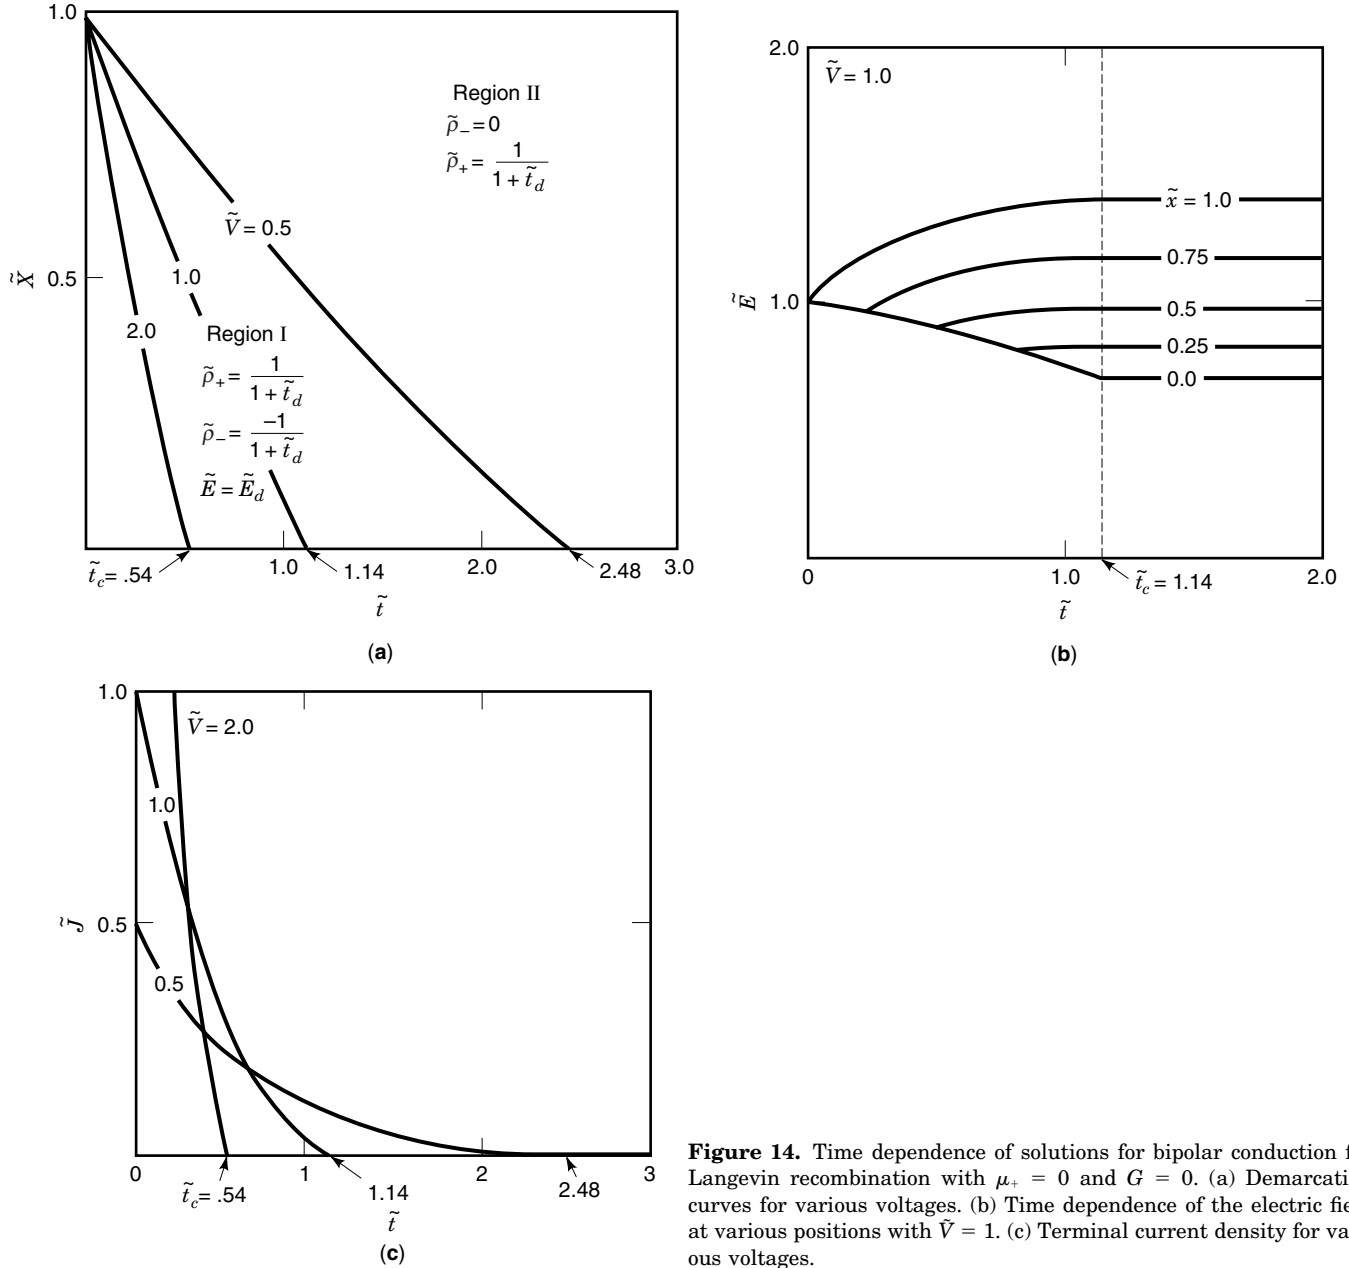 1.0
0.5
X̃
Ṽ = 0.5
1.0
2.0
Region II
ρ̃₋ = 0
ρ̃₊ = 1 / (1 + t̃_d)
Region I
ρ̃₊ = 1 / (1 + t̃_d)
ρ̃₋ = –1 / (1 + t̃_d)
Ẽ = Ẽ_d
t̃_c = .54
1.0
1.14
2.0
2.48
3.0
t̃
(a)
2.0
Ṽ = 1.0
Ẽ
1.0
x̃ = 1.0
0.75
0.5
0.25
0.0
0
1.0
2.0
t̃_c = 1.14
t̃
(b)
1.0
Ṽ = 2.0
1.0
J̃
0.5
0.5
0
1
2
3
t̃_c = .54
1.14
2.48
t̃
(c)
Figure 14. Time dependence of solutions for bipolar conduction f
Langevin recombination with μ₊ = 0 and G = 0. (a) Demarcati
curves for various voltages. (b) Time dependence of the electric fie
at various positions with Ṽ = 1. (c) Terminal current density for va
ous voltages.